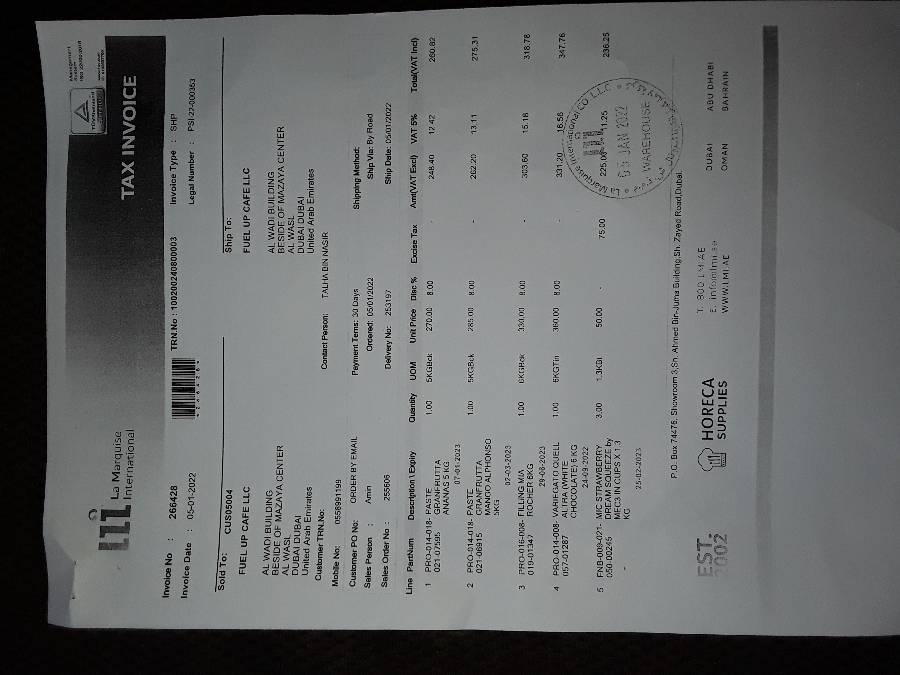 La Marquise
International
TAX INVOICE
Invoice No : 266428
TRN.No : 100200240800003
Invoice Type : SHP
Invoice Date : 05-01-2022
Legal Number : PSI-22-000363
Sold To: CUS05004
Ship To:
FUEL UP CAFE LLC
FUEL UP CAFE LLC
AL WADI BUILDING
BESIDE OF MAZAYA CENTER
AL WASL
DUBAI DUBAI
United Arab Emirates
AL WADI BUILDING
BESIDE OF MAZAYA CENTER
AL WASL
DUBAI DUBAI
United Arab Emirates
Customer TRN.No:
Contact Person: TALHA BIN NASIR
Mobile No: 0558991199
Customer PO No: ORDER BY EMAIL
Payment Terms: 30 Days
Shipping Method:
Sales Person : Amin
Ordered: 05/01/2022
Ship Via: By Road
Sales Order No : 255606
Delivery No: 253197
Ship Date: 05/01/2022
Line PartNum Description \ Expiry Quantity UOM Unit Price Disc % Excise Tax Amt(VAT Excl) VAT 5% Total(VAT Incl)
1 PRO-014-018- PASTE 1.00 5KGBck 270.00 8.00 - 248.40 12.42 260.82
021-07595 GRANFRUTTA
ANANAS 5 KG
07-01-2023
2 PRO-014-018- PASTE 1.00 5KGBck 285.00 8.00 - 262.20 13.11 275.31
021-06915 GRANFRUTTA
MANGO ALPHONSO
5KG
02-03-2023
3 PRO-016-008- FILLING MIA 1.00 6KGBck 330.00 8.00 - 303.60 15.18 318.78
019-01347 ROCHER 6KG
29-06-2023
4 PRO-014-008- VARIEGATO QUELL 1.00 6KGTin 360.00 8.00 - 331.20 16.56 347.76
057-01287 ALTRA (WHITE
CHOCOLATE) 6 KG
24-09-2022
5 FNB-009-021- MIC STRAWBERRY 3.00 1.3KGt 50.00 - 75.00 225.00 11.25 236.25
050-00245 DREAM SQUEEZE by
MEC3 IN CUPS X 1.3
KG
25-02-2023
La Marquise International CO. L.L.C
JAN 2022
WAREHOUSE
P.O. Box 74476, Showroom 3,Sh. Ahmed Bin-Juma Building,Sh. Zayed Road,Dubai.
EST.
2002
HORECA
SUPPLIES
T. 800 LMI AE
E. info@lmi.ae
WWW.LMI.AE
DUBAI ABU DHABI
OMAN BAHRAIN